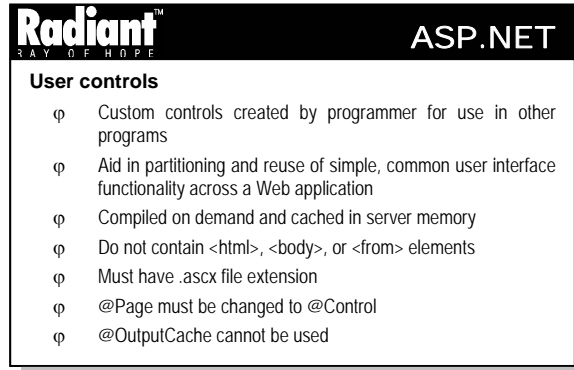 Radiant™
RAY OF HOPE
ASP.NET
User controls
φ Custom controls created by programmer for use in other
programs
φ Aid in partitioning and reuse of simple, common user interface
functionality across a Web application
φ Compiled on demand and cached in server memory
φ Do not contain <html>, <body>, or <from> elements
φ Must have .ascx file extension
φ @Page must be changed to @Control
φ @OutputCache cannot be used